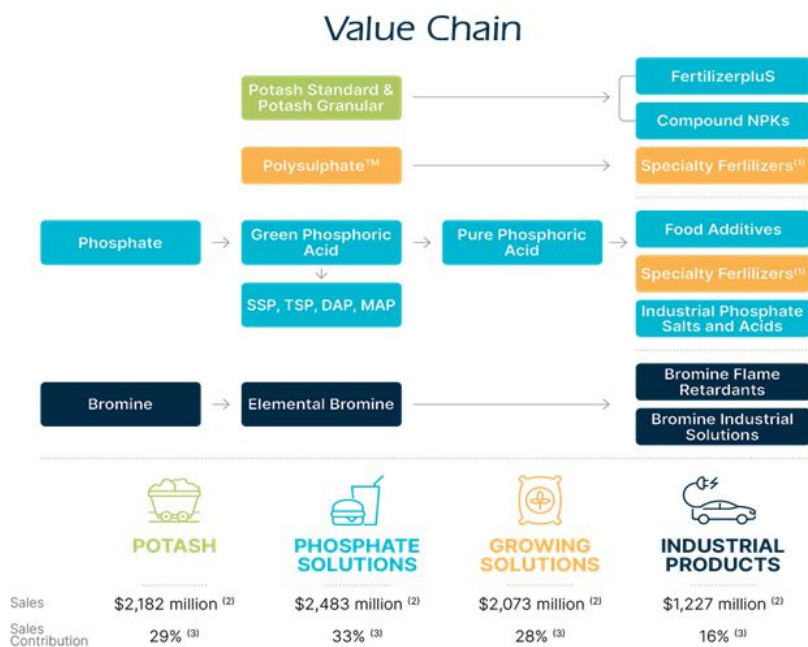 Value Chain
Potash Standard &
Potash Granular
FertilizerpluS
Compound NPKs
Polysulphate™
Specialty Ferlilizers⁽¹⁾
Phosphate
Green Phosphoric
Acid
Pure Phosphoric
Acid
Food Additives
SSP, TSP, DAP, MAP
Specialty Ferlilizers⁽¹⁾
Industrial Phosphate
Salts and Acids
Bromine
Elemental Bromine
Bromine Flame
Retardants
Bromine Industrial
Solutions
POTASH
PHOSPHATE
SOLUTIONS
GROWING
SOLUTIONS
INDUSTRIAL
PRODUCTS
Sales $2,182 million ⁽²⁾ $2,483 million ⁽²⁾ $2,073 million ⁽²⁾ $1,227 million ⁽²⁾
Sales
Contribution 29% ⁽³⁾ 33% ⁽³⁾ 28% ⁽³⁾ 16% ⁽³⁾